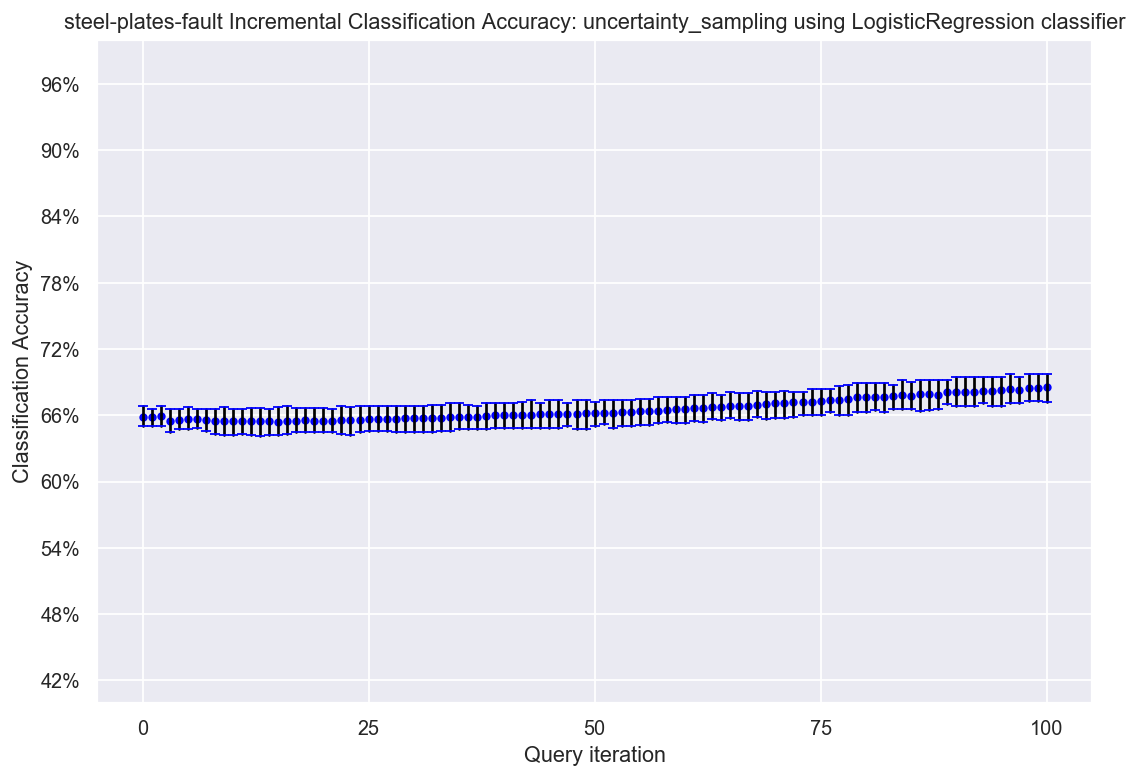 steel-plates-fault Incremental Classification Accuracy: uncertainty_sampling using LogisticRegression classifier
96%
90%
84%
78%
72%
66%
60%
54%
48%
42%
Classification Accuracy
0 25 50 75 100
Query iteration